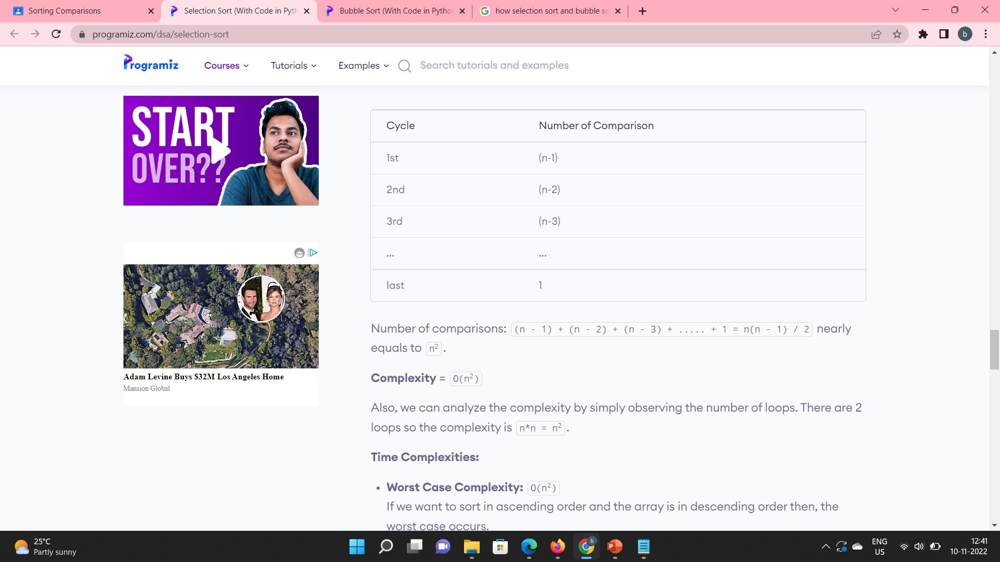 Sorting Comparisons
Selection Sort (With Code in Pyth
Bubble Sort (With Code in Python
how selection sort and bubble so
programiz.com/dsa/selection-sort
b
Programiz
Courses
Tutorials
Examples
Search tutorials and examples
START
OVER??
Cycle Number of Comparison
1st (n-1)
2nd (n-2)
3rd (n-3)
... ...
last 1
Adam Levine Buys $32M Los Angeles Home
Mansion Global
Number of comparisons: (n - 1) + (n - 2) + (n - 3) + ..... + 1 = n(n - 1) / 2 nearly
equals to n².
Complexity = O(n²)
Also, we can analyze the complexity by simply observing the number of loops. There are 2
loops so the complexity is n*n = n².
Time Complexities:
• Worst Case Complexity: O(n²)
If we want to sort in ascending order and the array is in descending order then, the
worst case occurs.
25°C
Partly sunny
b
P
ENG
US
12:41
10-11-2022